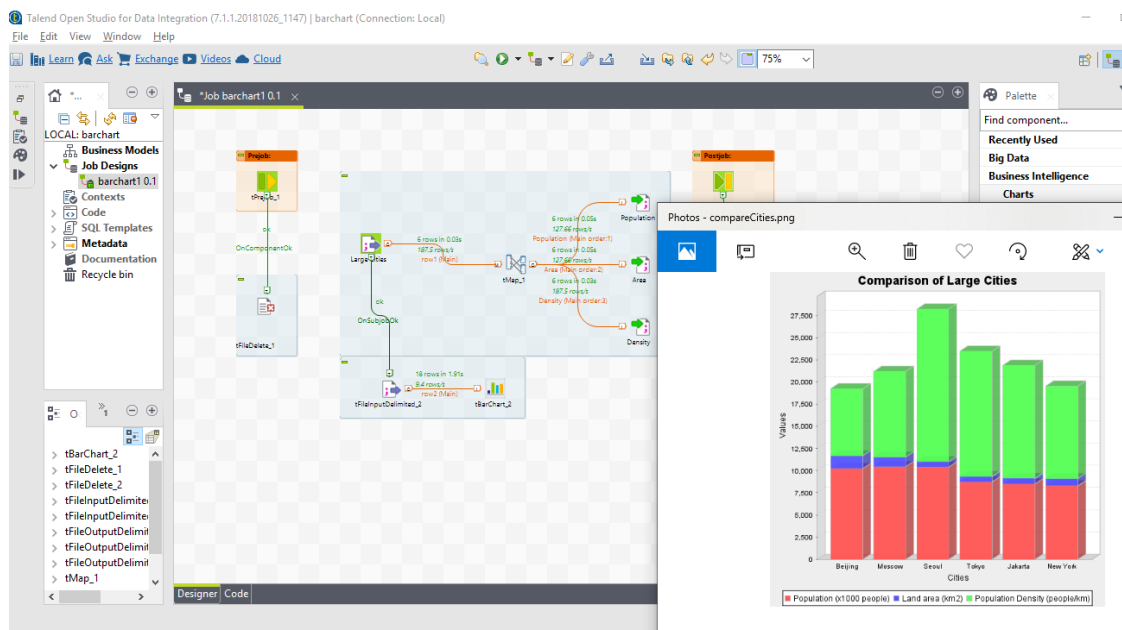 Talend Open Studio for Data Integration (7.1.1.20181026_1147) | barchart (Connection: Local)
File Edit View Window Help
Learn Ask Exchange Videos Cloud
75%
*Job barchart1 0.1
Palette
LOCAL: barchart
Business Models
Job Designs
barchart1 0.1
Contexts
Code
SQL Templates
Metadata
Documentation
Recycle bin
Find component...
Recently Used
Big Data
Business Intelligence
Charts
Prejob:
tPrejob_1
ok
OnComponentOk
tFileDelete_1
Postjob:
LargeCities
6 rows in 0.03s
187.5 rows/s
row1 (Main)
tMap_1
6 rows in 0.05s
127.66 rows/s
Population (Main order:1)
6 rows in 0.05s
127.66 rows/s
Area (Main order:2)
6 rows in 0.03s
187.5 rows/s
Density (Main order:3)
Population
Area
Density
ok
OnSubjobOk
tFileInputDelimited_2
18 rows in 1.91s
9.4 rows/s
row2 (Main)
tBarChart_2
O
tBarChart_2
tFileDelete_1
tFileDelete_2
tFileInputDelimite
tFileInputDelimite
tFileOutputDelimit
tFileOutputDelimit
tFileOutputDelimit
tMap_1
Designer Code
Photos - compareCities.png
Comparison of Large Cities
27,500
25,000
22,500
20,000
17,500
15,000
12,500
10,000
7,500
5,000
2,500
0
Values
Beijing Moscow Seoul Tokyo Jakarta New York
Cities
Population (x1000 people) Land area (km2) Population Density (people/km)